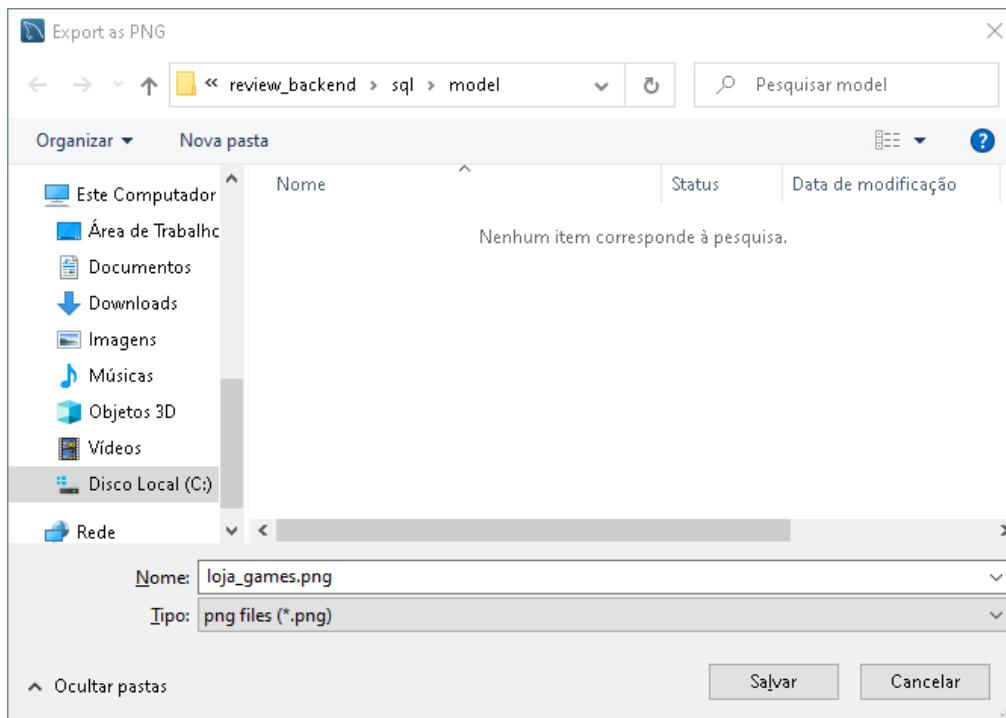 Export as PNG
« review_backend > sql > model
Pesquisar model
Organizar
Nova pasta
?
Este Computador
Nome
Status
Data de modificação
Área de Trabalhc
Nenhum item corresponde à pesquisa.
Documentos
Downloads
Imagens
Músicas
Objetos 3D
Vídeos
Disco Local (C:)
Rede
Nome: loja_games.png
Tipo: png files (*.png)
Ocultar pastas
Salvar
Cancelar